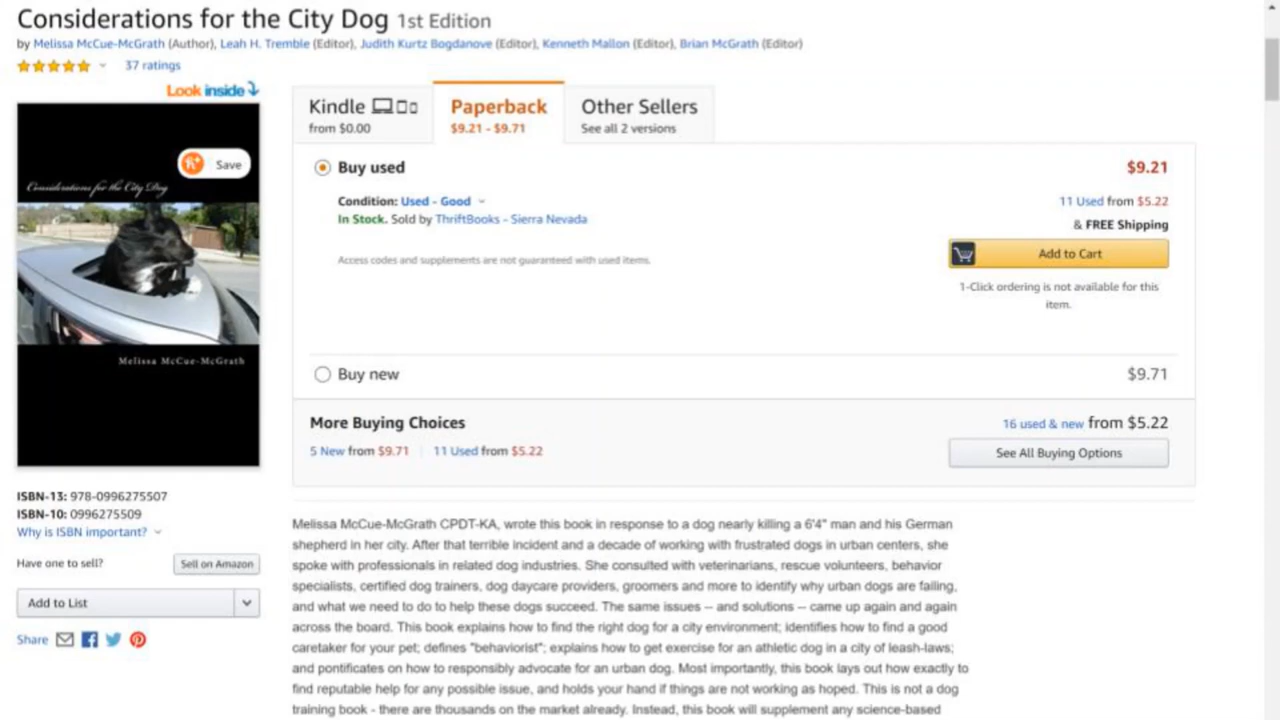 Considerations for the City Dog 1st Edition
by Melissa McCue-McGrath (Author), Leah H. Tremble (Editor), Judith Kurtz Bogdanove (Editor), Kenneth Mallon (Editor), Brian McGrath (Editor)
37 ratings
Look inside
Save
Considerations for the City Dog
Melissa McCue-McGrath
ISBN-13: 978-0996275507
ISBN-10: 0996275509
Why is ISBN important?
Have one to sell? Sell on Amazon
Add to List
Share
Kindle
from $0.00
Paperback
$9.21 - $9.71
Other Sellers
See all 2 versions
Buy used $9.21
Condition: Used - Good
In Stock. Sold by ThriftBooks - Sierra Nevada
Access codes and supplements are not guaranteed with used items.
11 Used from $5.22
& FREE Shipping
Add to Cart
1-Click ordering is not available for this
item.
Buy new $9.71
More Buying Choices
5 New from $9.71 | 11 Used from $5.22
16 used & new from $5.22
See All Buying Options
Melissa McCue-McGrath CPDT-KA, wrote this book in response to a dog nearly killing a 6'4" man and his German
shepherd in her city. After that terrible incident and a decade of working with frustrated dogs in urban centers, she
spoke with professionals in related dog industries. She consulted with veterinarians, rescue volunteers, behavior
specialists, certified dog trainers, dog daycare providers, groomers and more to identify why urban dogs are failing,
and what we need to do to help these dogs succeed. The same issues -- and solutions -- came up again and again
across the board. This book explains how to find the right dog for a city environment; identifies how to find a good
caretaker for your pet; defines "behaviorist"; explains how to get exercise for an athletic dog in a city of leash-laws;
and pontificates on how to responsibly advocate for an urban dog. Most importantly, this book lays out how exactly to
find reputable help for any possible issue, and holds your hand if things are not working as hoped. This is not a dog
training book - there are thousands on the market already. Instead, this book will supplement any science-based